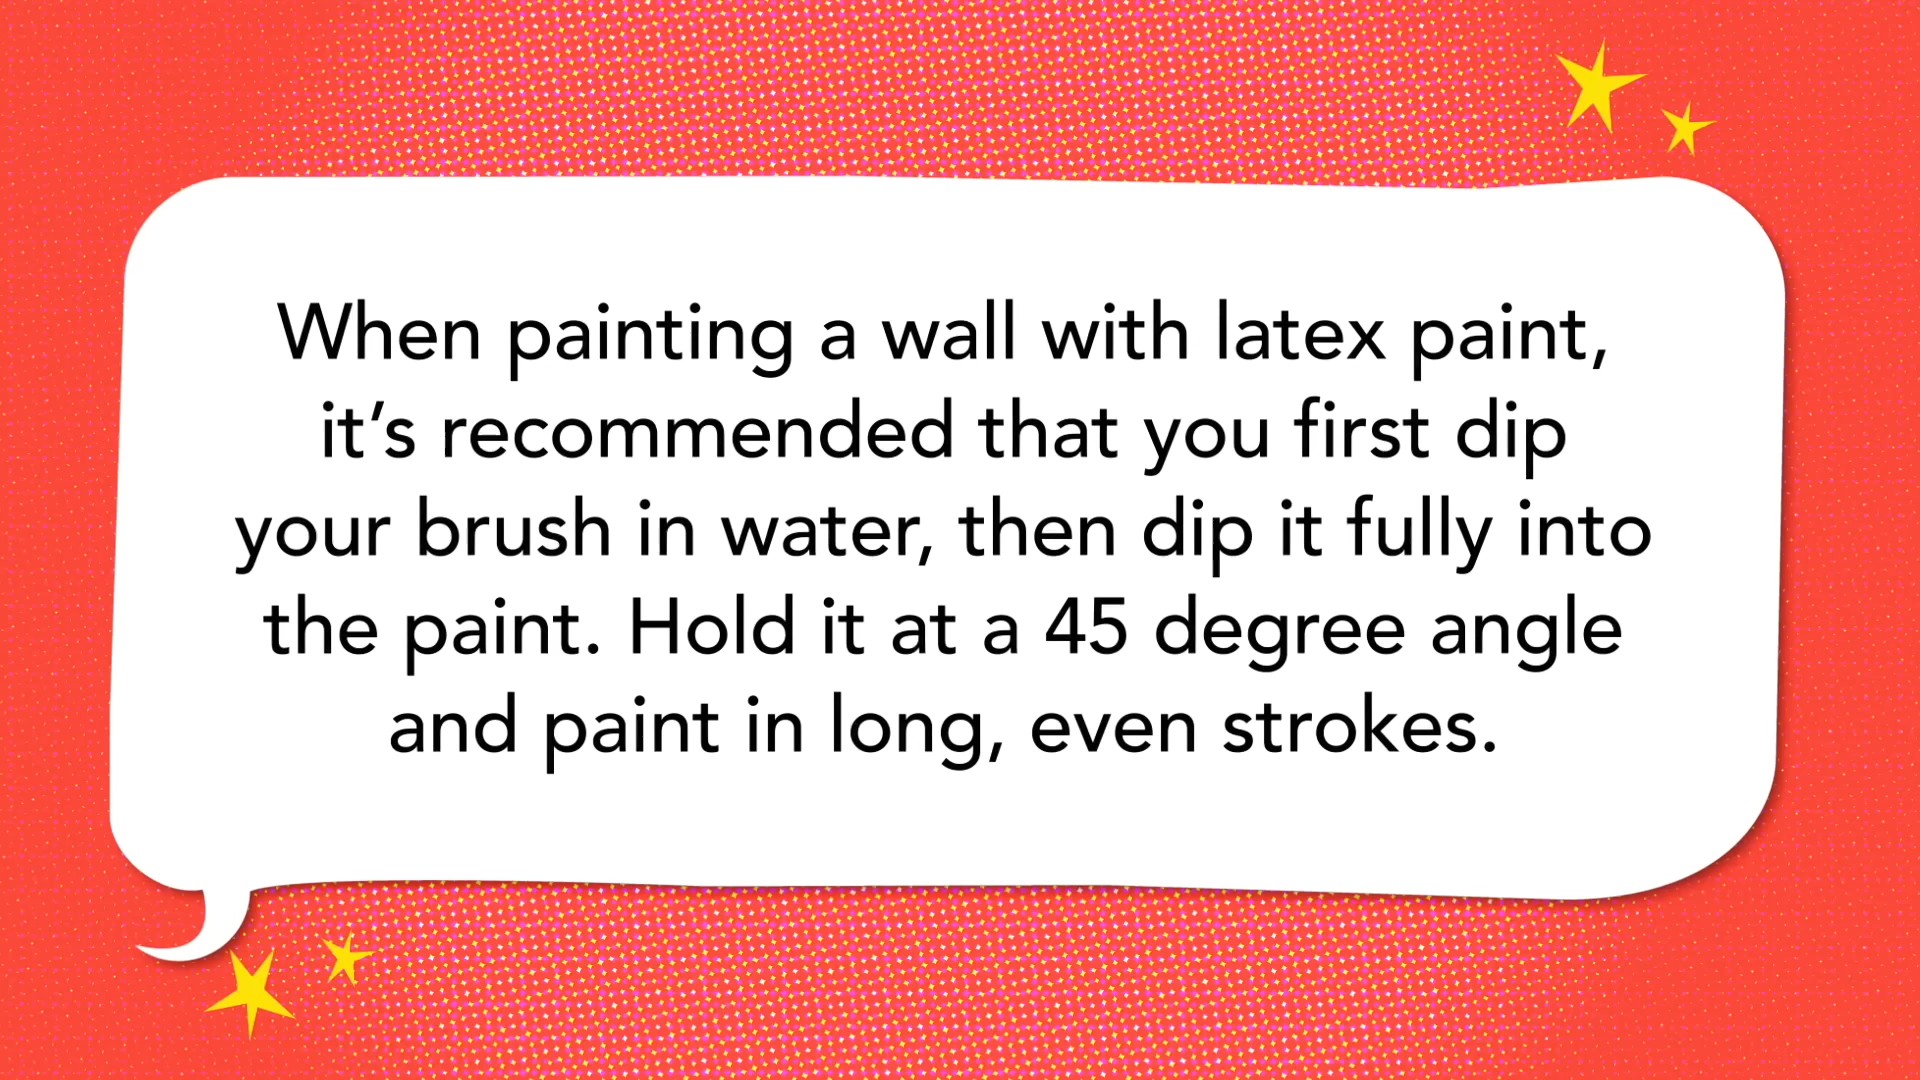 When painting a wall with latex paint,
it’s recommended that you first dip
your brush in water, then dip it fully into
the paint. Hold it at a 45 degree angle
and paint in long, even strokes.